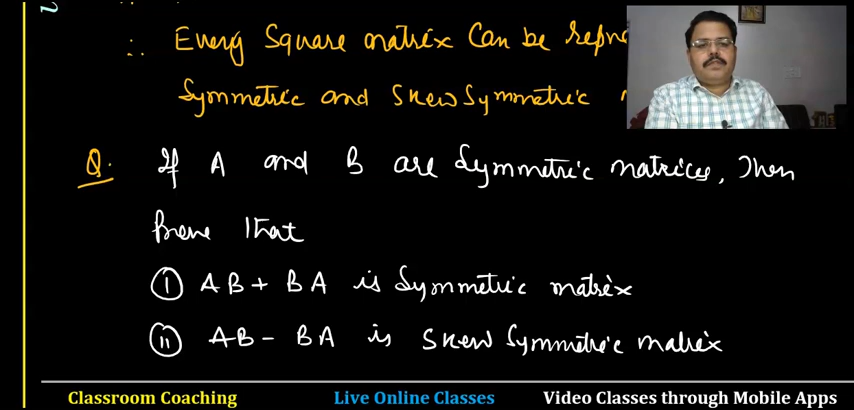 ∴ Every Square matrix Can be
Symmetric and Skew Symmetric
Q. If A and B are Symmetric matrices, Then
Prove that
(i) AB + BA is Symmetric matrix
(ii) AB - BA is Skew Symmetric matrix
Classroom Coaching Live Online Classes Video Classes through Mobile Apps